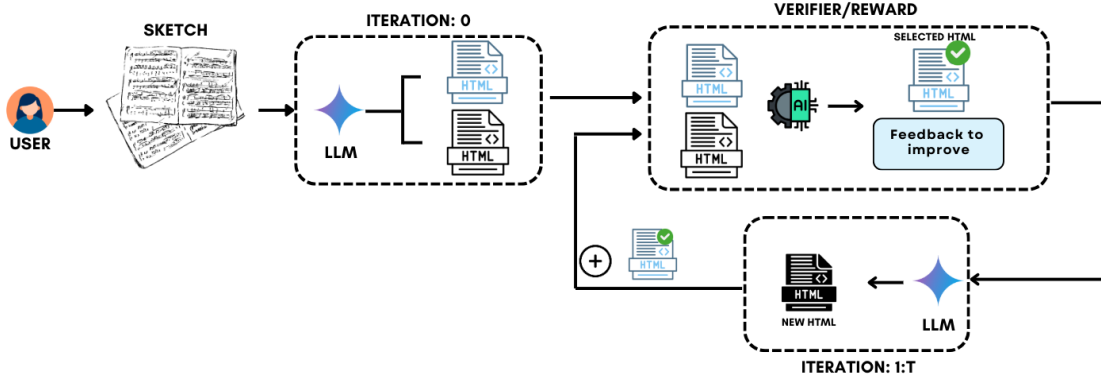 ITERATION: 0
VERIFIER/REWARD
SKETCH
SELECTED HTML
HTML
HTML
HTML
AI
USER
LLM
HTML
HTML
Feedback to
improve
+
HTML
HTML
NEW HTML
LLM
ITERATION: 1:T